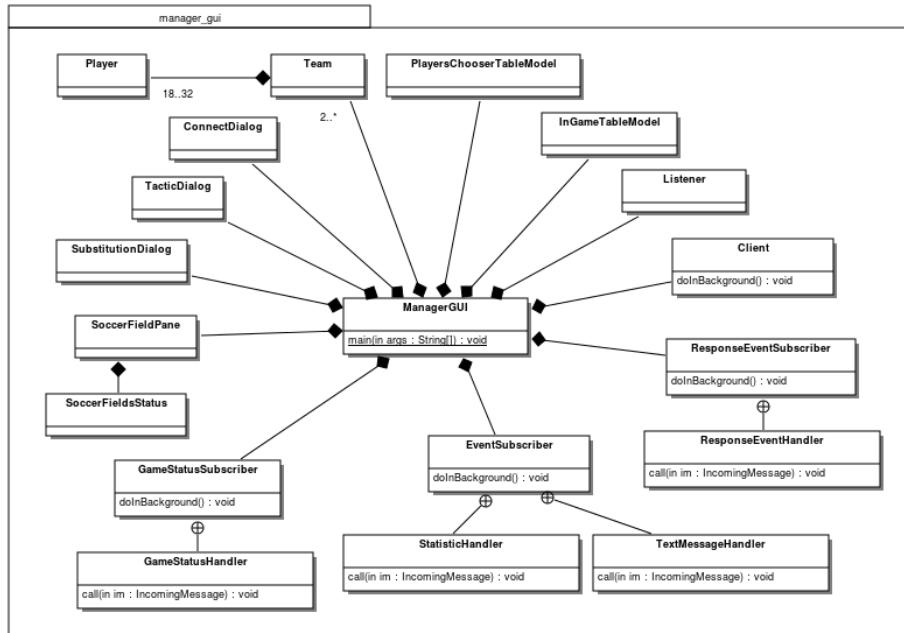 manager_gui
Player
Team
PlayersChooserTableModel
18..32
2..*
ConnectDialog
InGameTableModel
TacticDialog
Listener
SubstitutionDialog
Client
doInBackground() : void
ManagerGUI
main(in args : String[]) : void
SoccerFieldPane
ResponseEventSubscriber
doInBackground() : void
SoccerFieldsStatus
ResponseEventHandler
call(in im : IncomingMessage) : void
EventSubscriber
doInBackground() : void
GameStatusSubscriber
doInBackground() : void
StatisticHandler
call(in im : IncomingMessage) : void
TextMessageHandler
call(in im : IncomingMessage) : void
GameStatusHandler
call(in im : IncomingMessage) : void